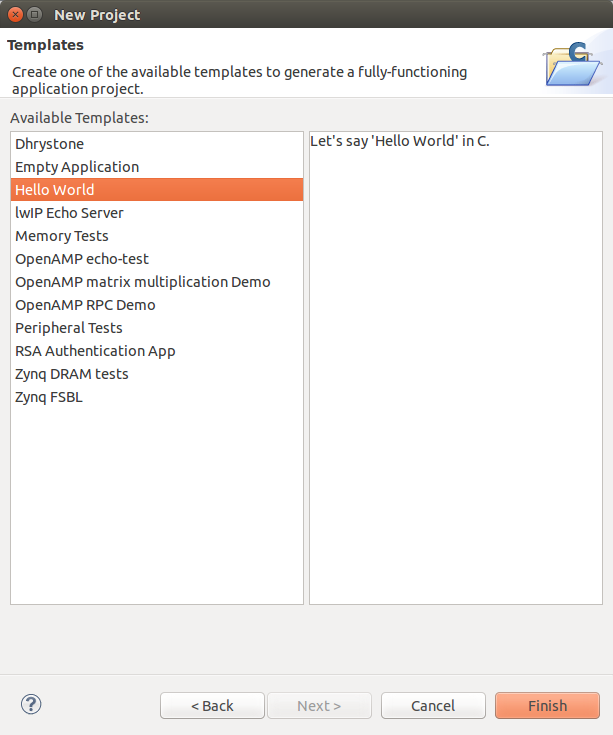 New Project
Templates
Create one of the available templates to generate a fully-functioning
application project.
C
Available Templates:
Dhrystone
Empty Application
Hello World
lwIP Echo Server
Memory Tests
OpenAMP echo-test
OpenAMP matrix multiplication Demo
OpenAMP RPC Demo
Peripheral Tests
RSA Authentication App
Zynq DRAM tests
Zynq FSBL
Let's say 'Hello World' in C.
?
< Back
Next >
Cancel
Finish